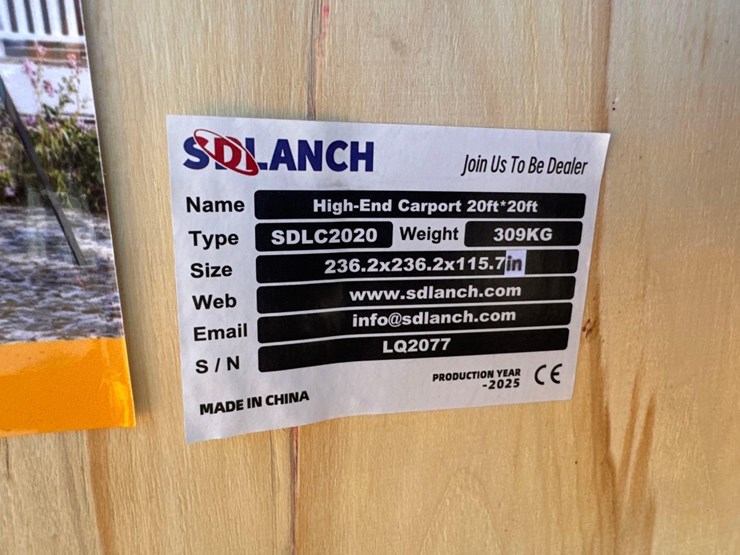 SDLANCH
Join Us To Be Dealer
Name High-End Carport 20ft*20ft
Type SDLC2020 Weight 309KG
Size 236.2x236.2x115.7in
Web www.sdlanch.com
Email info@sdlanch.com
S / N LQ2077
PRODUCTION YEAR
-2025
CE
MADE IN CHINA